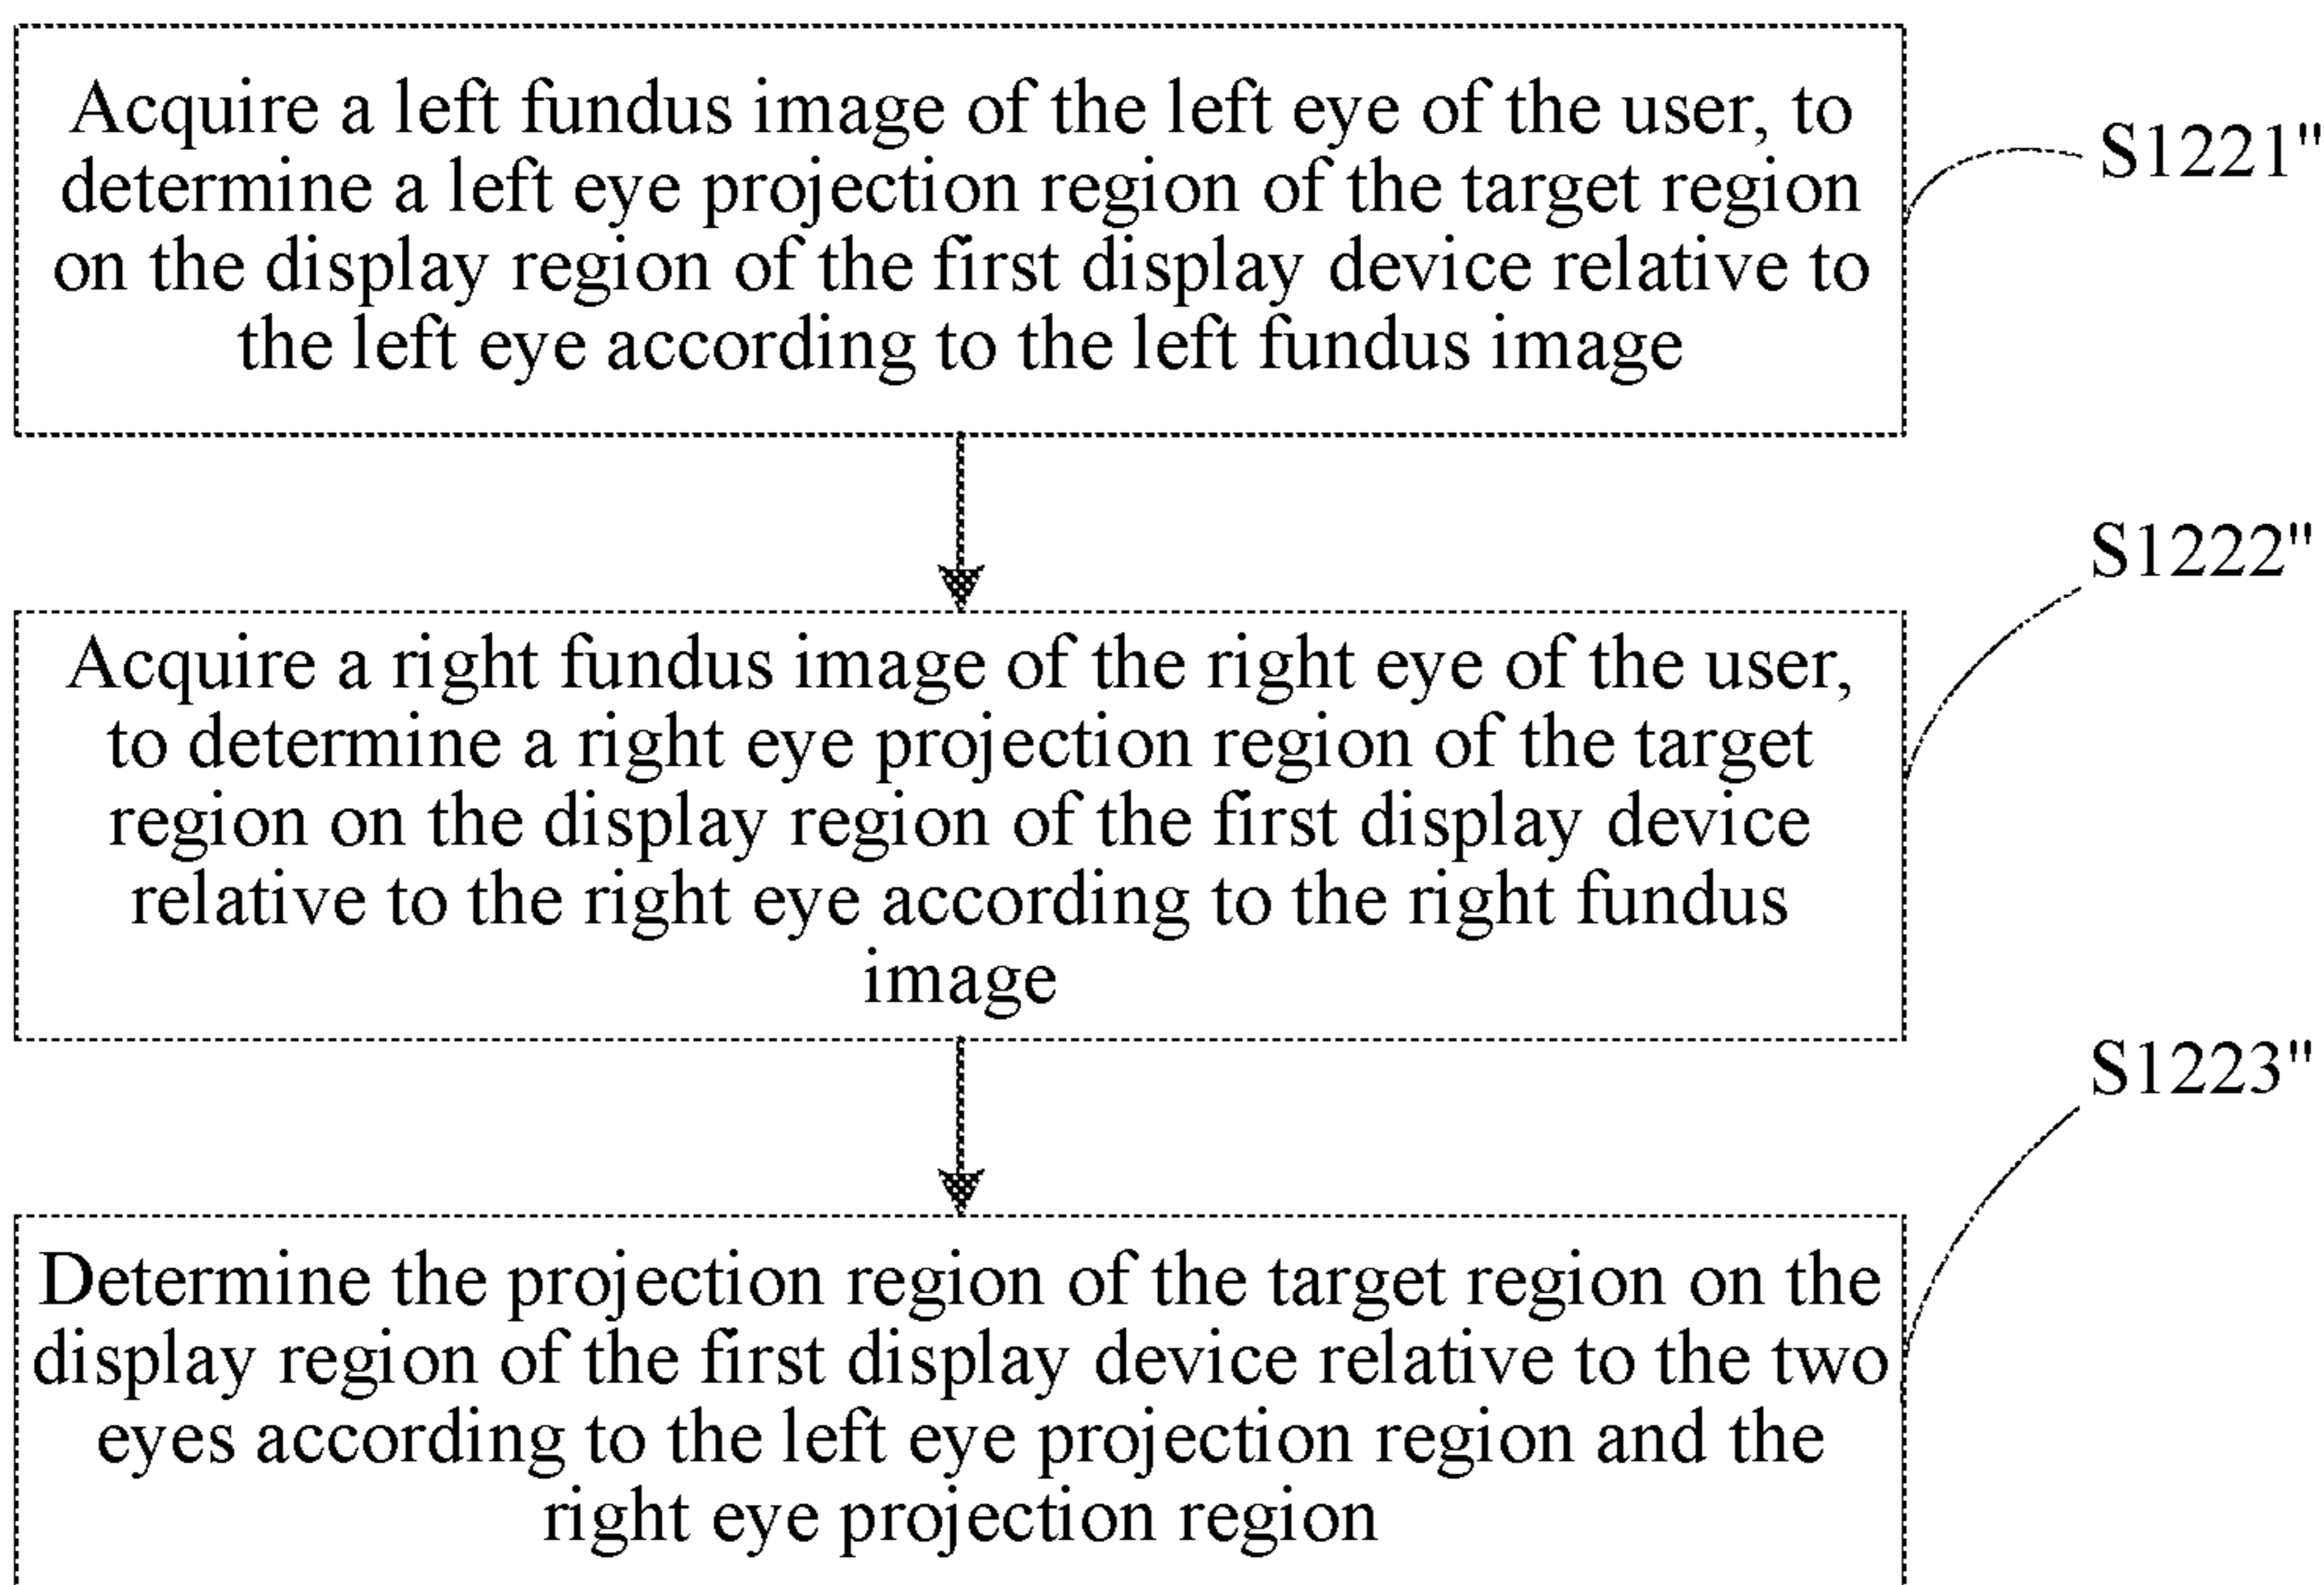 Acquire a left fundus image of the left eye of the user, to
determine a left eye projection region of the target region
on the display region of the first display device relative to
the left eye according to the left fundus image
S1221"
Acquire a right fundus image of the right eye of the user,
to determine a right eye projection region of the target
region on the display region of the first display device
relative to the right eye according to the right fundus
image
S1222"
Determine the projection region of the target region on the
display region of the first display device relative to the two
eyes according to the left eye projection region and the
right eye projection region
S1223"